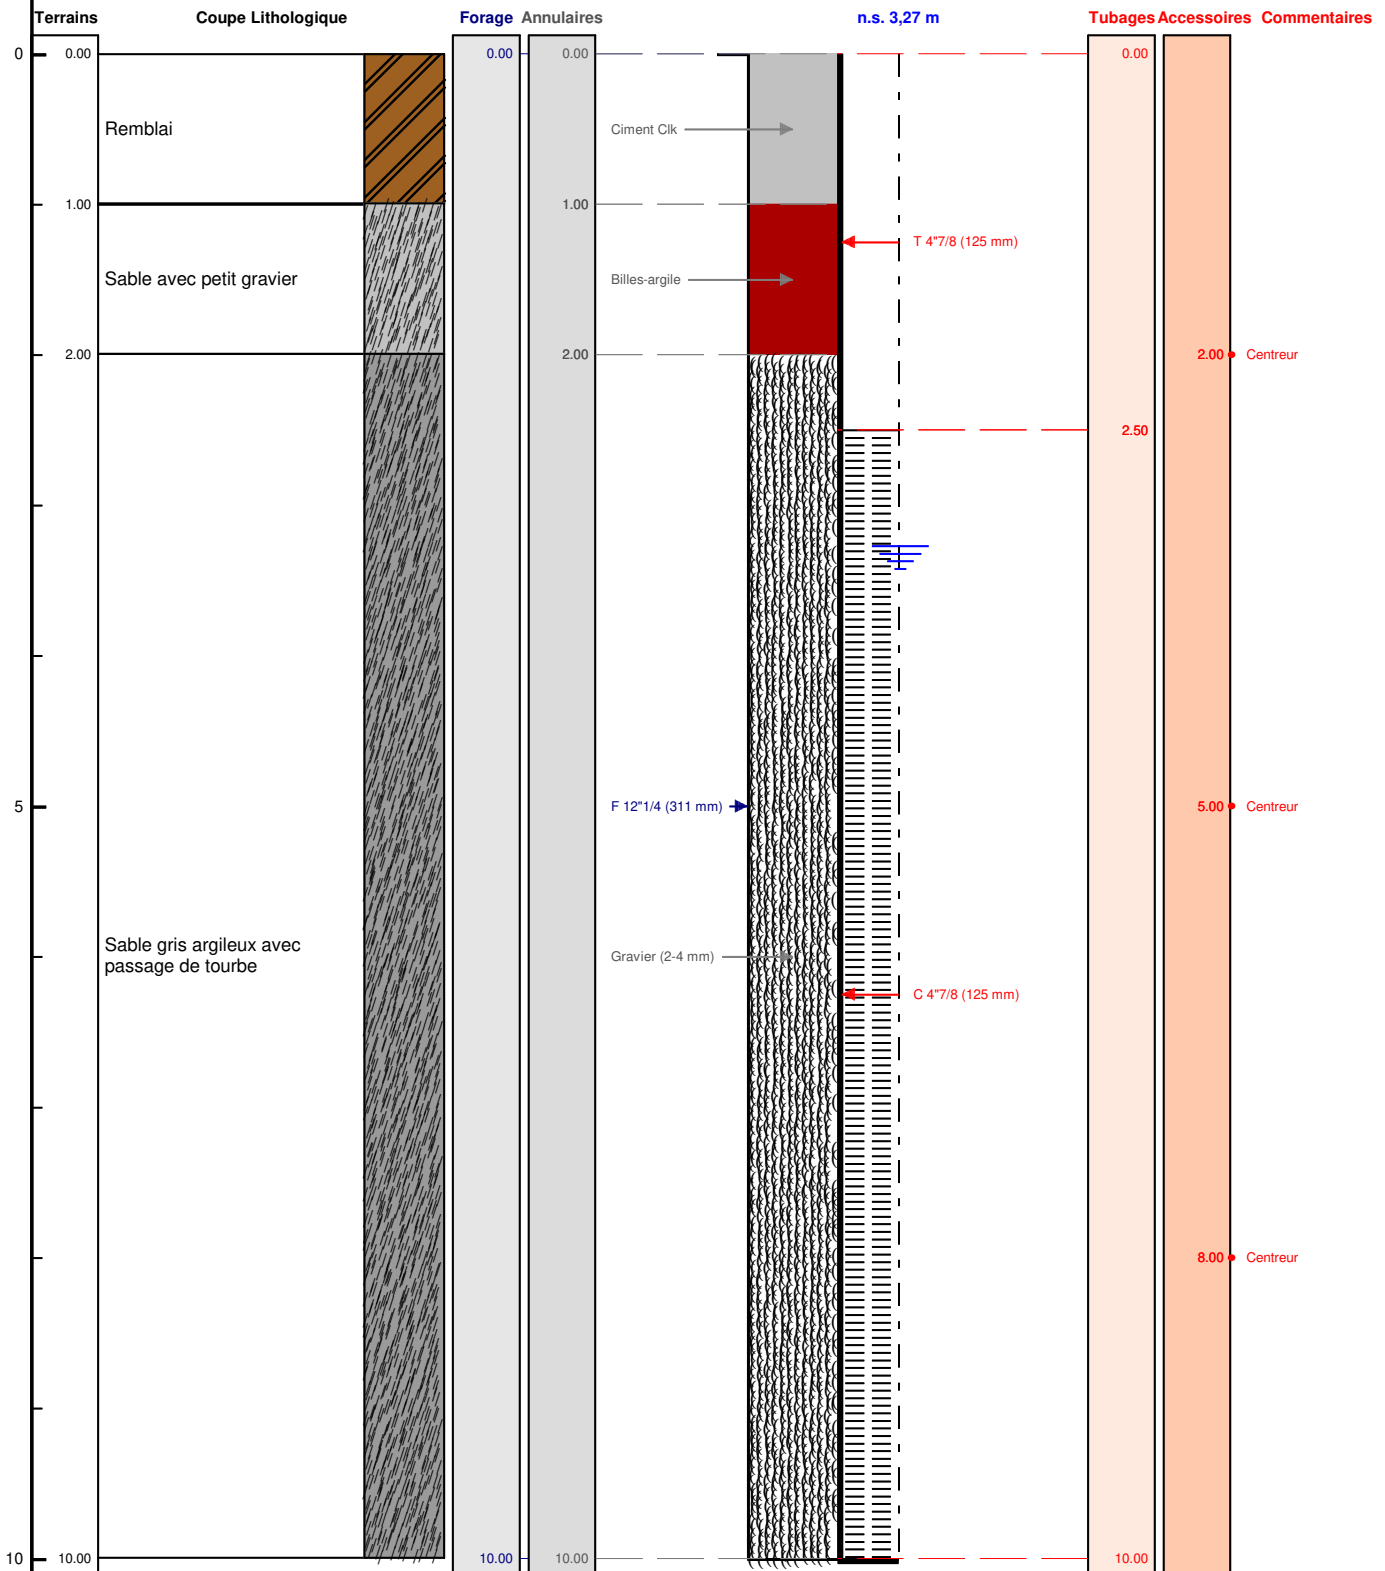 Terrains Coupe Lithologique Forage Annulaires n.s. 3,27 m Tubages Accessoires Commentaires
0 0.00 0.00 0.00 0.00
Remblai Ciment Clk
1.00 1.00
T 4"7/8 (125 mm)
Sable avec petit gravier Billes-argile
2.00 2.00 2.00 Centreur
2.50
5 F 12"1/4 (311 mm) 5.00 Centreur
Sable gris argileux avec
passage de tourbe
Gravier (2-4 mm)
C 4"7/8 (125 mm)
8.00 Centreur
10 10.00 10.00 10.00 10.00